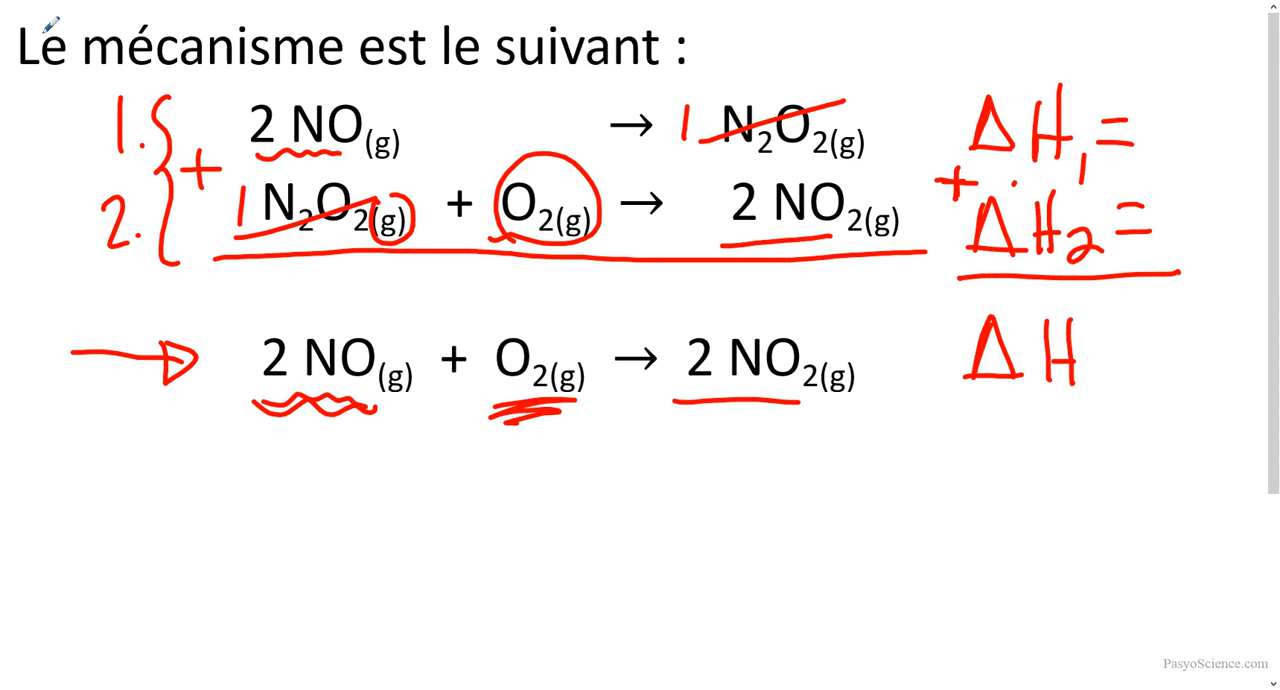 Le mécanisme est le suivant :
1. 2 NO(g) → 1 N₂O₂(g) ΔH₁ =
+ +
2. 1 N₂O₂(g) + O₂(g) → 2 NO₂(g) ΔH₂ =
2 NO(g) + O₂(g) → 2 NO₂(g) ΔH
PasyoScience.com